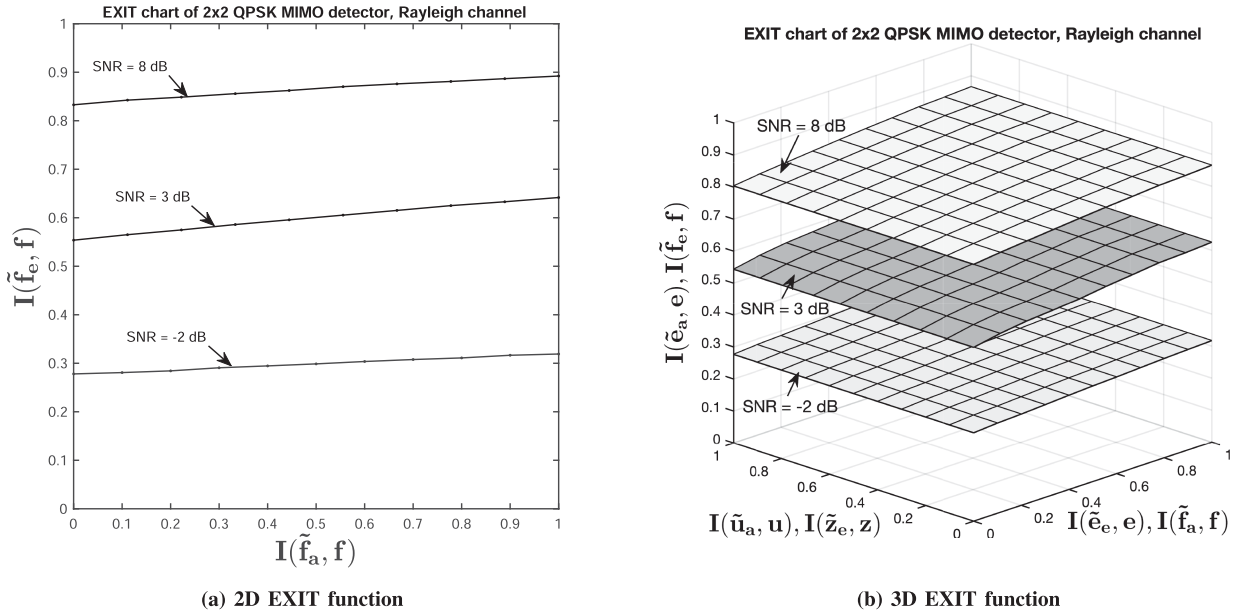 EXIT chart of 2x2 QPSK MIMO detector, Rayleigh channel
1
0.9
0.8
0.7
0.6
0.5
0.4
0.3
0.2
0.1
0
SNR = 8 dB
SNR = 3 dB
SNR = -2 dB
I(f̃e, f)
0 0.1 0.2 0.3 0.4 0.5 0.6 0.7 0.8 0.9 1
I(f̃a, f)
(a) 2D EXIT function
EXIT chart of 2x2 QPSK MIMO detector, Rayleigh channel
1
0.9
0.8
0.7
0.6
0.5
0.4
0.3
0.2
0.1
0
SNR = 8 dB
SNR = 3 dB
SNR = -2 dB
I(ẽa, e), I(f̃e, f)
1 0.8 0.6 0.4 0.2 0
0 0.2 0.4 0.6 0.8 1
I(ũa, u), I(z̃e, z)
I(ẽe, e), I(f̃a, f)
(b) 3D EXIT function